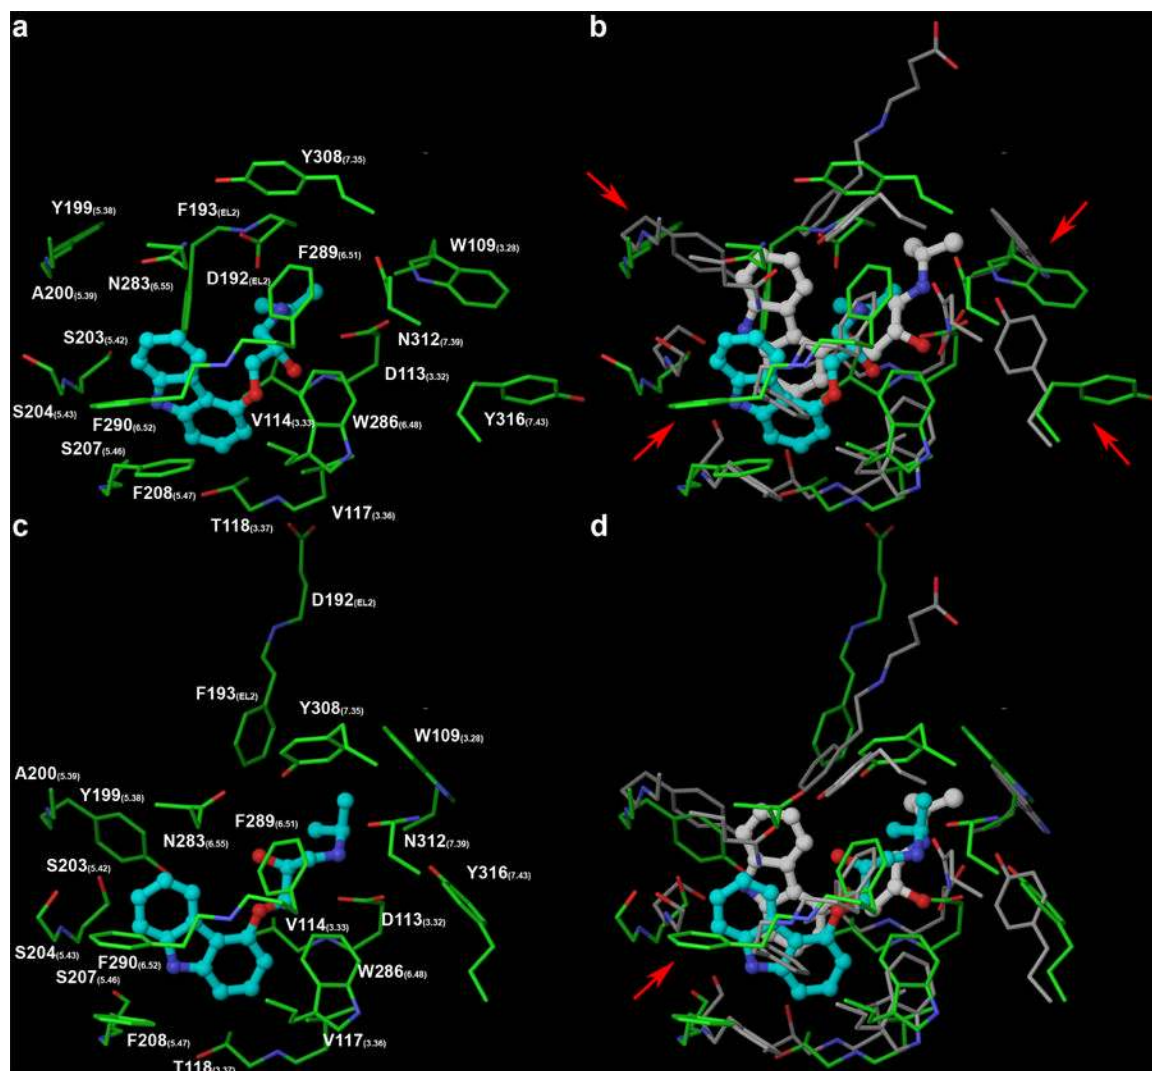 a
b
Y308(7.35)
Y199(5.38)
F193(EL2)
W109(3.28)
F289(6.51)
N283(6.55)
D192(EL2)
A200(5.39)
S203(5.42)
N312(7.39)
D113(3.32)
S204(5.43)
V114(3.33)
W286(6.48)
Y316(7.43)
F290(6.52)
S207(5.46)
F208(5.47)
V117(3.36)
T118(3.37)
c
d
D192(EL2)
F193(EL2)
Y308(7.35)
W109(3.28)
A200(5.39)
Y199(5.38)
F289(6.51)
N283(6.55)
N312(7.39)
S203(5.42)
Y316(7.43)
D113(3.32)
V114(3.33)
S204(5.43)
F290(6.52)
W286(6.48)
S207(5.46)
F208(5.47)
V117(3.36)
T118(3.37)